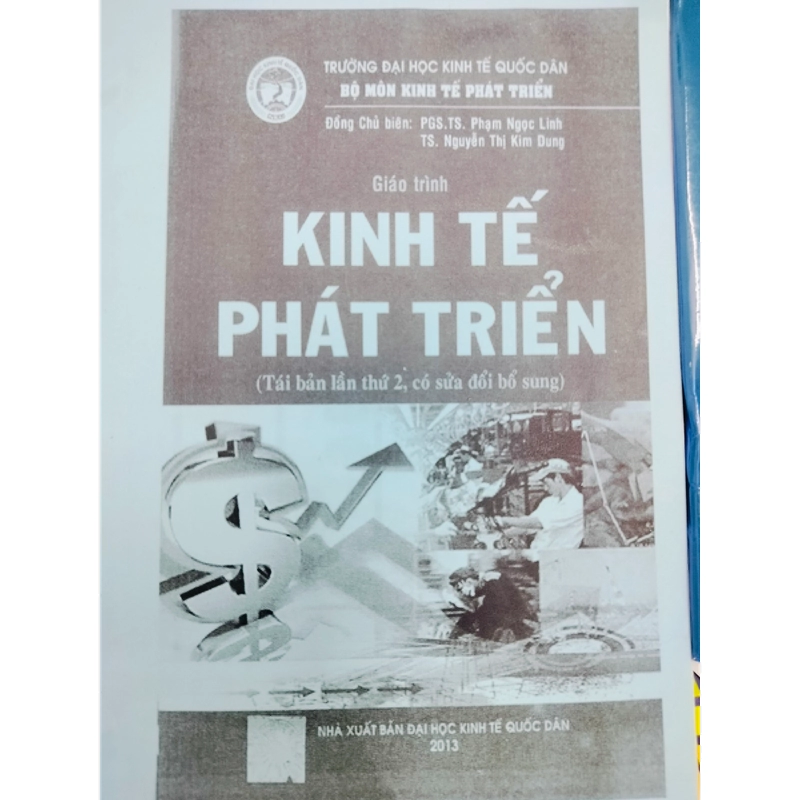 TRƯỜNG ĐẠI HỌC KINH TẾ QUỐC DÂN
BỘ MÔN KINH TẾ PHÁT TRIỂN
Đồng Chủ biên: PGS.TS. Phạm Ngọc Linh
TS. Nguyễn Thị Kim Dung
Giáo trình
KINH TẾ
PHÁT TRIỂN
(Tái bản lần thứ 2, có sửa đổi bổ sung)
NHÀ XUẤT BẢN ĐẠI HỌC KINH TẾ QUỐC DÂN
2013